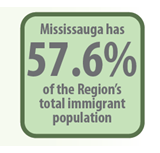 Mississauga has
57.6%
of the Region's
total immigrant
population